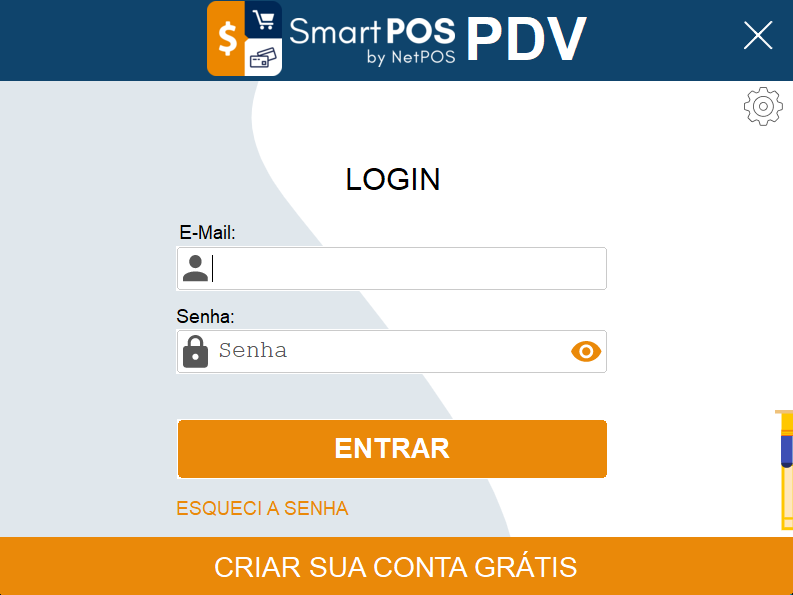 $
SmartPOS PDV
by NetPOS
LOGIN
E-Mail:
Senha:
Senha
ENTRAR
ESQUECI A SENHA
CRIAR SUA CONTA GRÁTIS